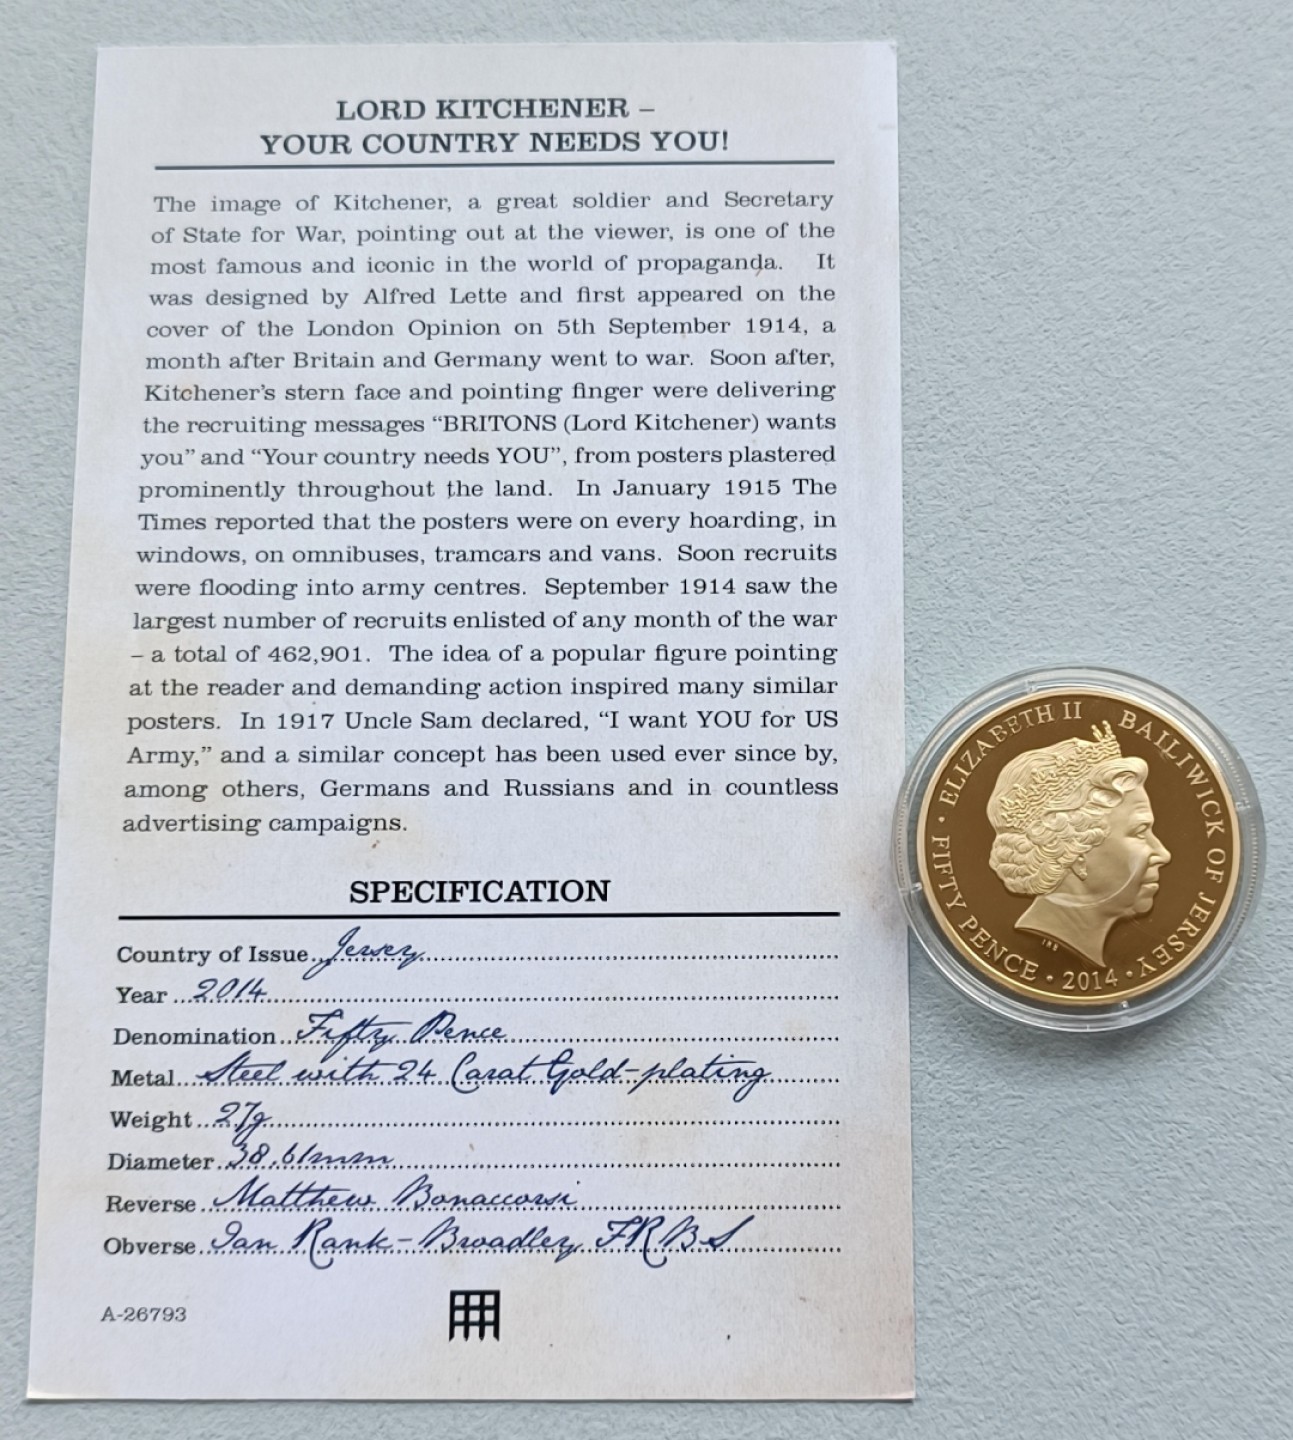 LORD KITCHENER –
YOUR COUNTRY NEEDS YOU!
The image of Kitchener, a great soldier and Secretary
of State for War, pointing out at the viewer, is one of the
most famous and iconic in the world of propaganda. It
was designed by Alfred Lette and first appeared on the
cover of the London Opinion on 5th September 1914, a
month after Britain and Germany went to war. Soon after,
Kitchener's stern face and pointing finger were delivering
the recruiting messages “BRITONS (Lord Kitchener) wants
you” and “Your country needs YOU”, from posters plastered
prominently throughout the land. In January 1915 The
Times reported that the posters were on every hoarding, in
windows, on omnibuses, tramcars and vans. Soon recruits
were flooding into army centres. September 1914 saw the
largest number of recruits enlisted of any month of the war
– a total of 462,901. The idea of a popular figure pointing
at the reader and demanding action inspired many similar
posters. In 1917 Uncle Sam declared, “I want YOU for US
Army,” and a similar concept has been used ever since by,
among others, Germans and Russians and in countless
advertising campaigns.
SPECIFICATION
Country of Issue Jersey
Year 2014
Denomination Fifty Pence
Metal Steel with 24 Carat Gold-plating
Weight 27g
Diameter 38.61mm
Reverse Matthew Bonaccorsi
Obverse Ian Rank-Broadley FRBS
A-26793
ELIZABETH II BAILIWICK OF JERSEY
FIFTY PENCE • 2014 •
IRB